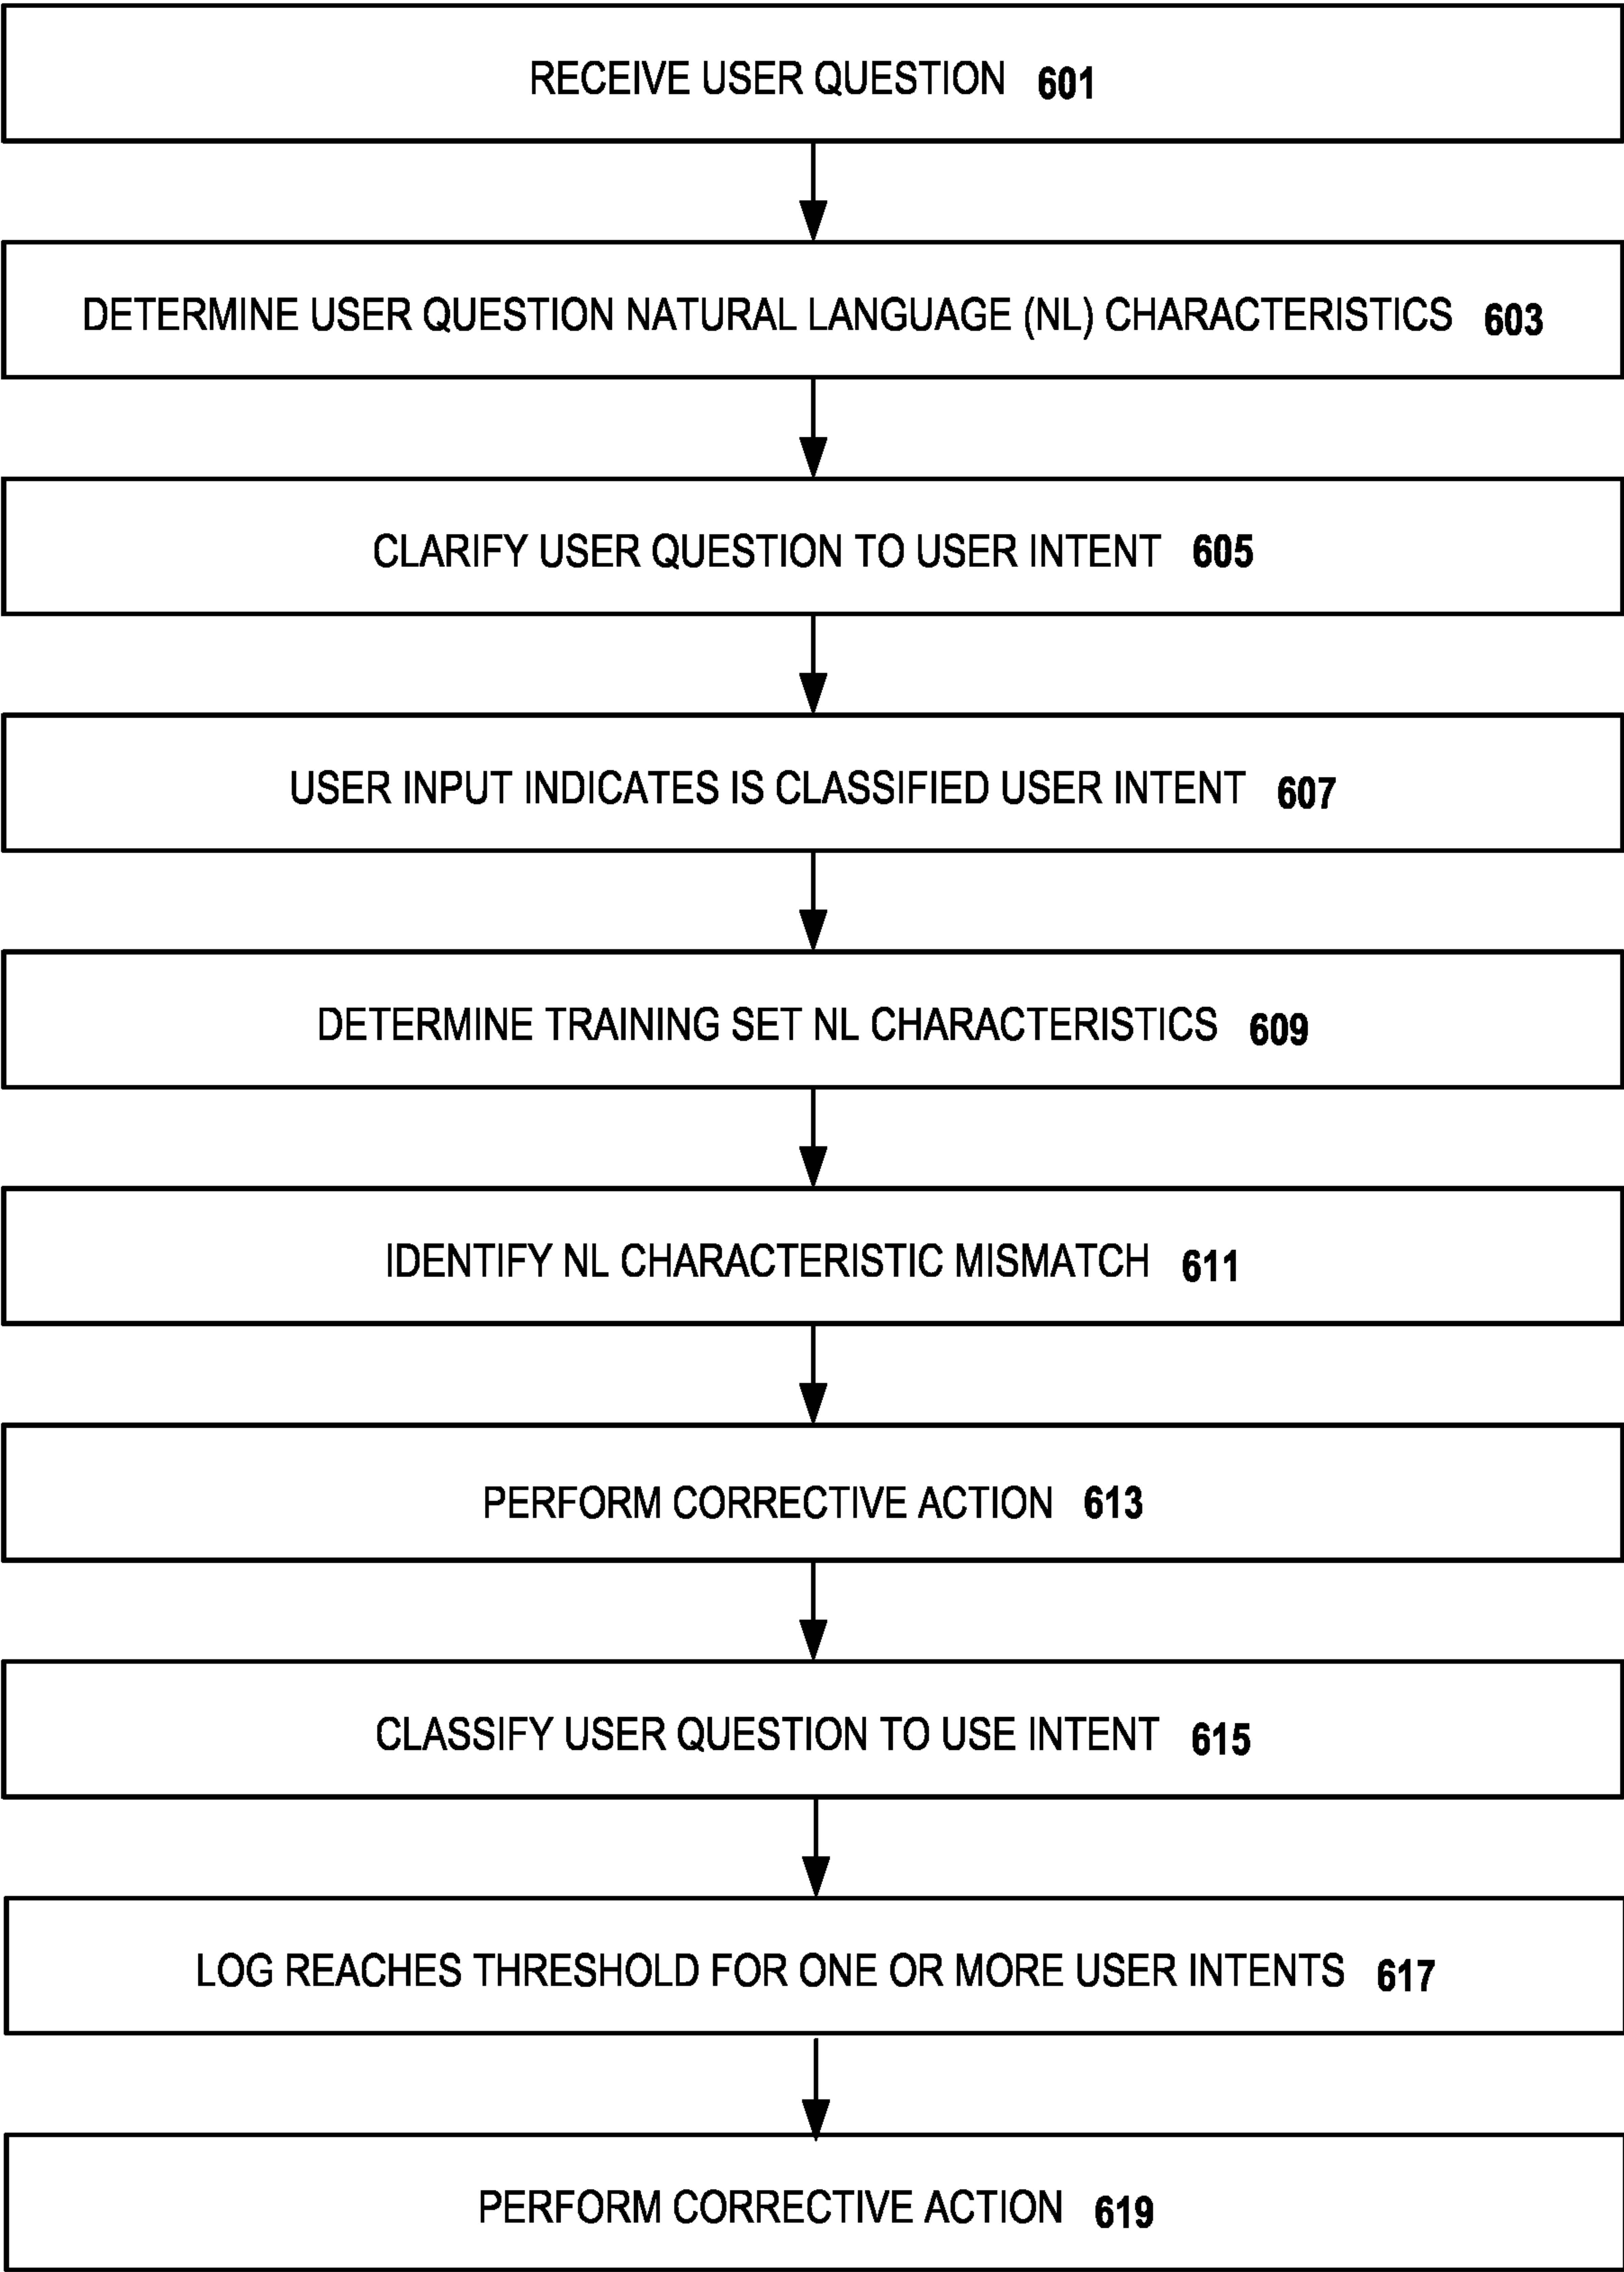 RECEIVE USER QUESTION 601
DETERMINE USER QUESTION NATURAL LANGUAGE (NL) CHARACTERISTICS 603
CLARIFY USER QUESTION TO USER INTENT 605
USER INPUT INDICATES IS CLASSIFIED USER INTENT 607
DETERMINE TRAINING SET NL CHARACTERISTICS 609
IDENTIFY NL CHARACTERISTIC MISMATCH 611
PERFORM CORRECTIVE ACTION 613
CLASSIFY USER QUESTION TO USE INTENT 615
LOG REACHES THRESHOLD FOR ONE OR MORE USER INTENTS 617
PERFORM CORRECTIVE ACTION 619